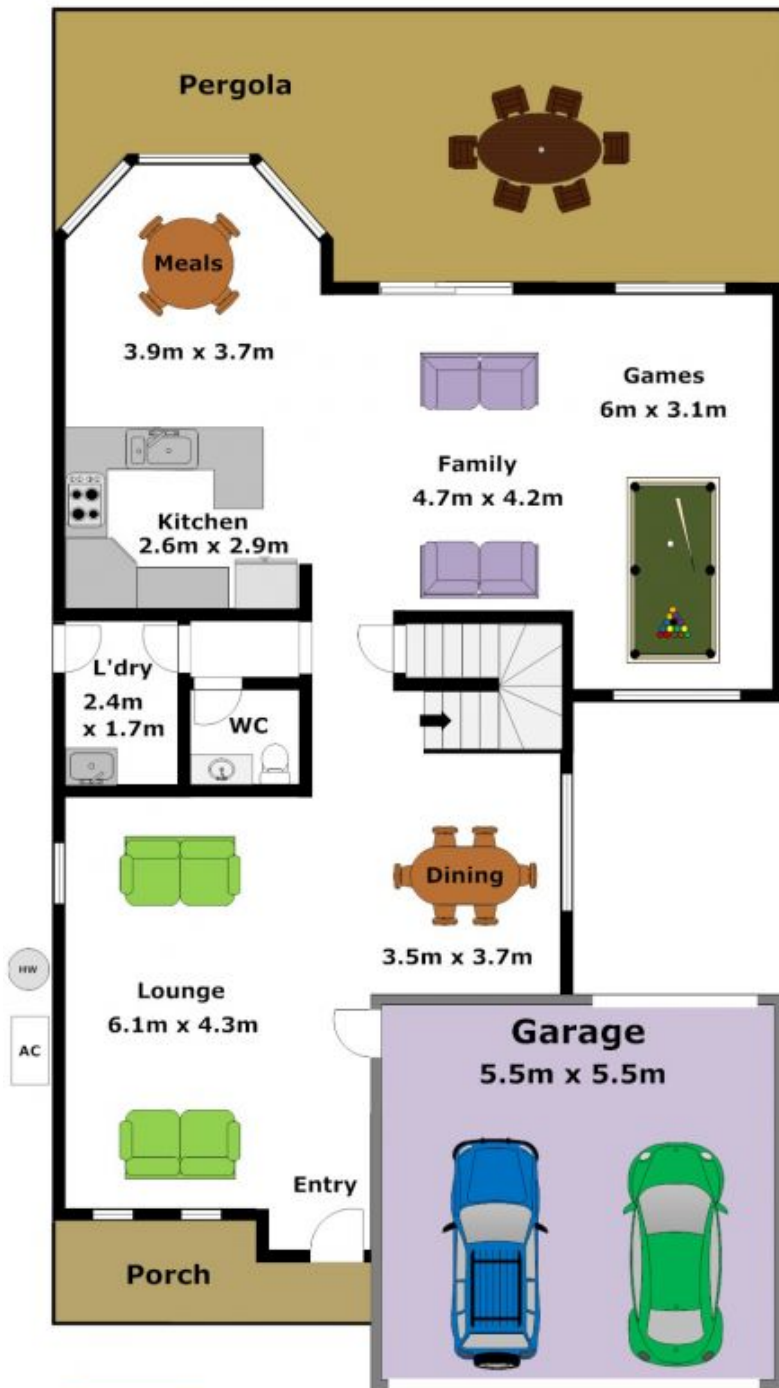 Pergola
Meals
3.9m x 3.7m
Games
6m x 3.1m
Family
4.7m x 4.2m
Kitchen
2.6m x 2.9m
L'dry
2.4m
x 1.7m
WC
Dining
3.5m x 3.7m
HW
Lounge
6.1m x 4.3m
AC
Garage
5.5m x 5.5m
Entry
Porch